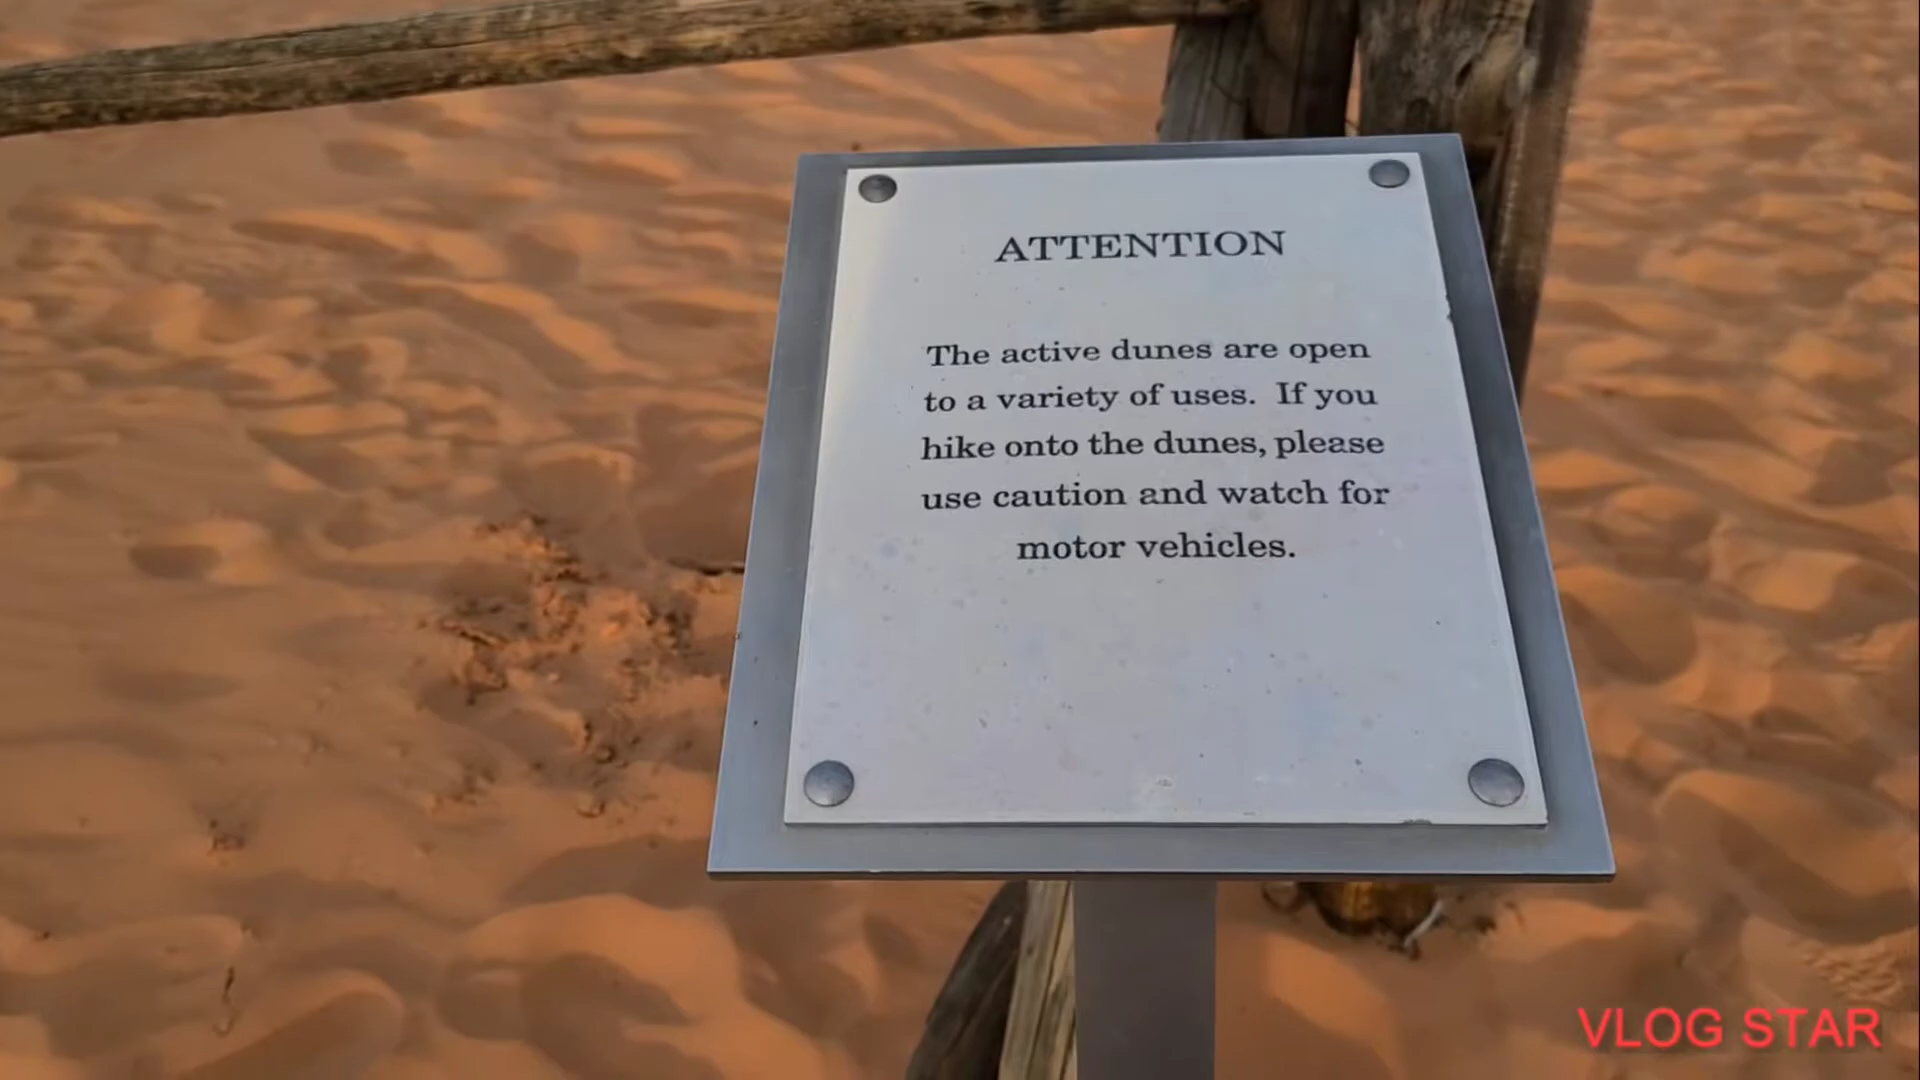 ATTENTION
The active dunes are open
to a variety of uses.  If you
hike onto the dunes, please
use caution and watch for
motor vehicles.
VLOG STAR